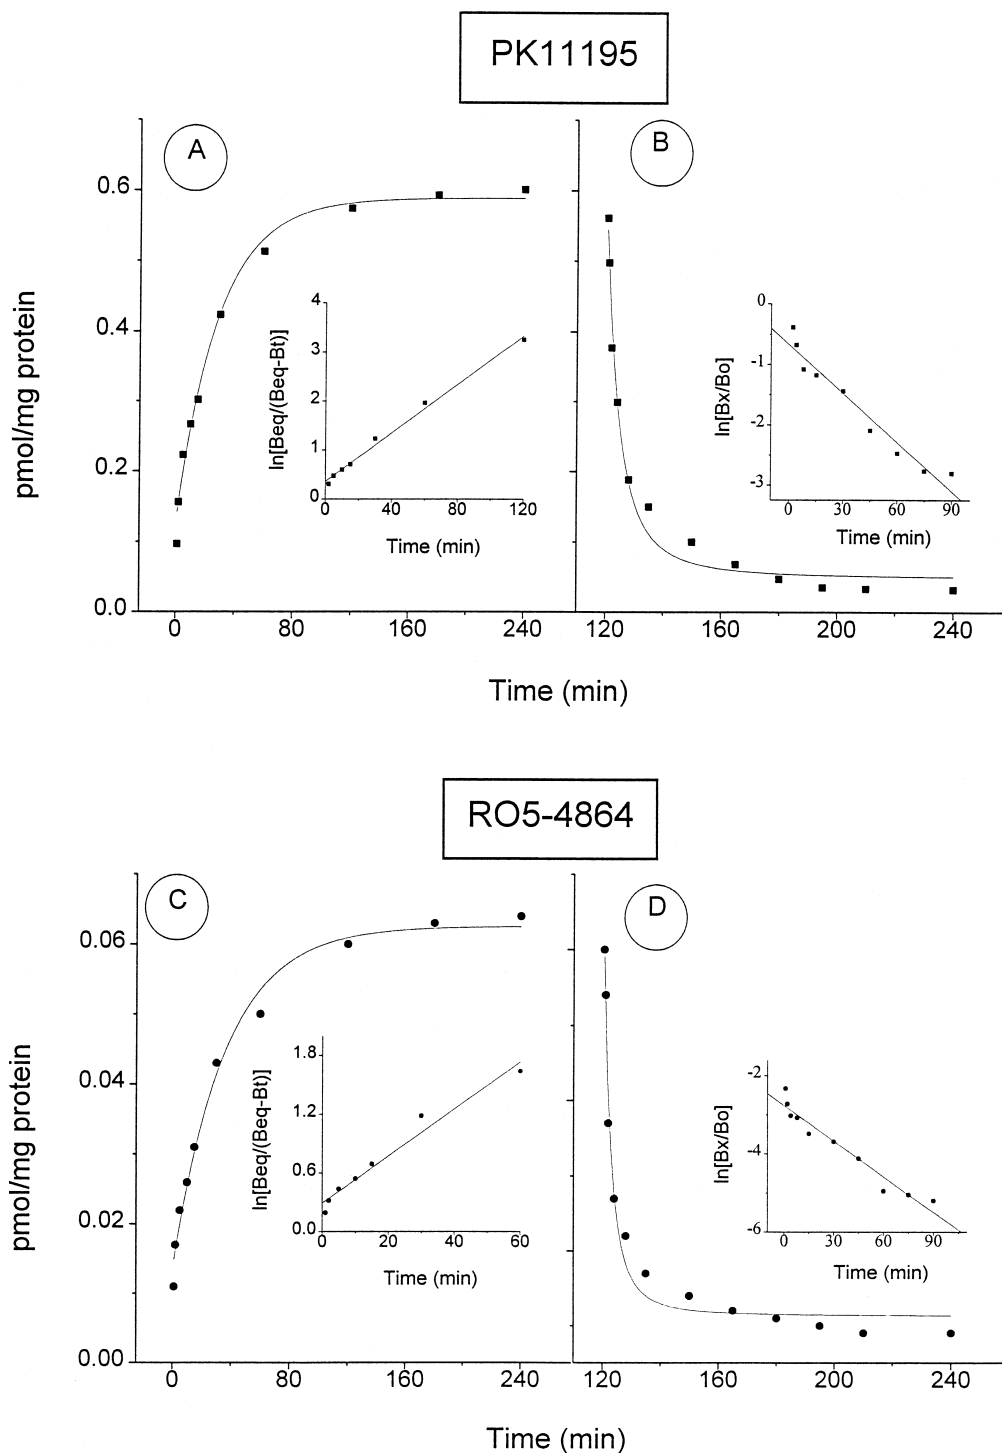 PK11195
A
B
0.6
0.4
0.2
0.0
pmol/mg protein
0 80 160 240
120 160 200 240
ln[Beq/(Beq-Bt)]
4
3
2
1
0
0 40 80 120
Time (min)
ln[Bx/Bo]
0
-1
-2
-3
0 30 60 90
Time (min)
Time (min)
RO5-4864
C
D
0.06
0.04
0.02
0.00
pmol/mg protein
0 80 160 240
120 160 200 240
ln[Beq/(Beq-Bt)]
1.8
1.2
0.6
0.0
0 20 40 60
Time (min)
ln[Bx/Bo]
-2
-4
-6
0 30 60 90
Time (min)
Time (min)